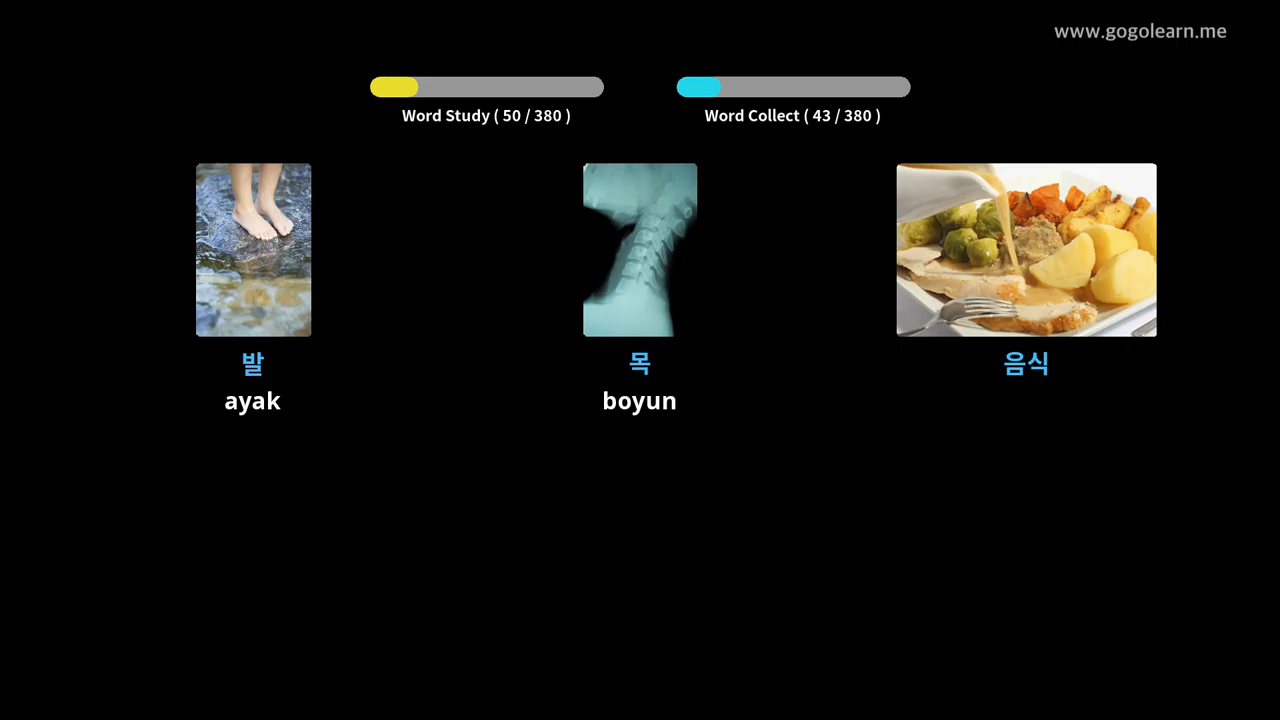 www.gogolearn.me
Word Study ( 50 / 380 )
Word Collect ( 43 / 380 )
발
목
음식
ayak
boyun